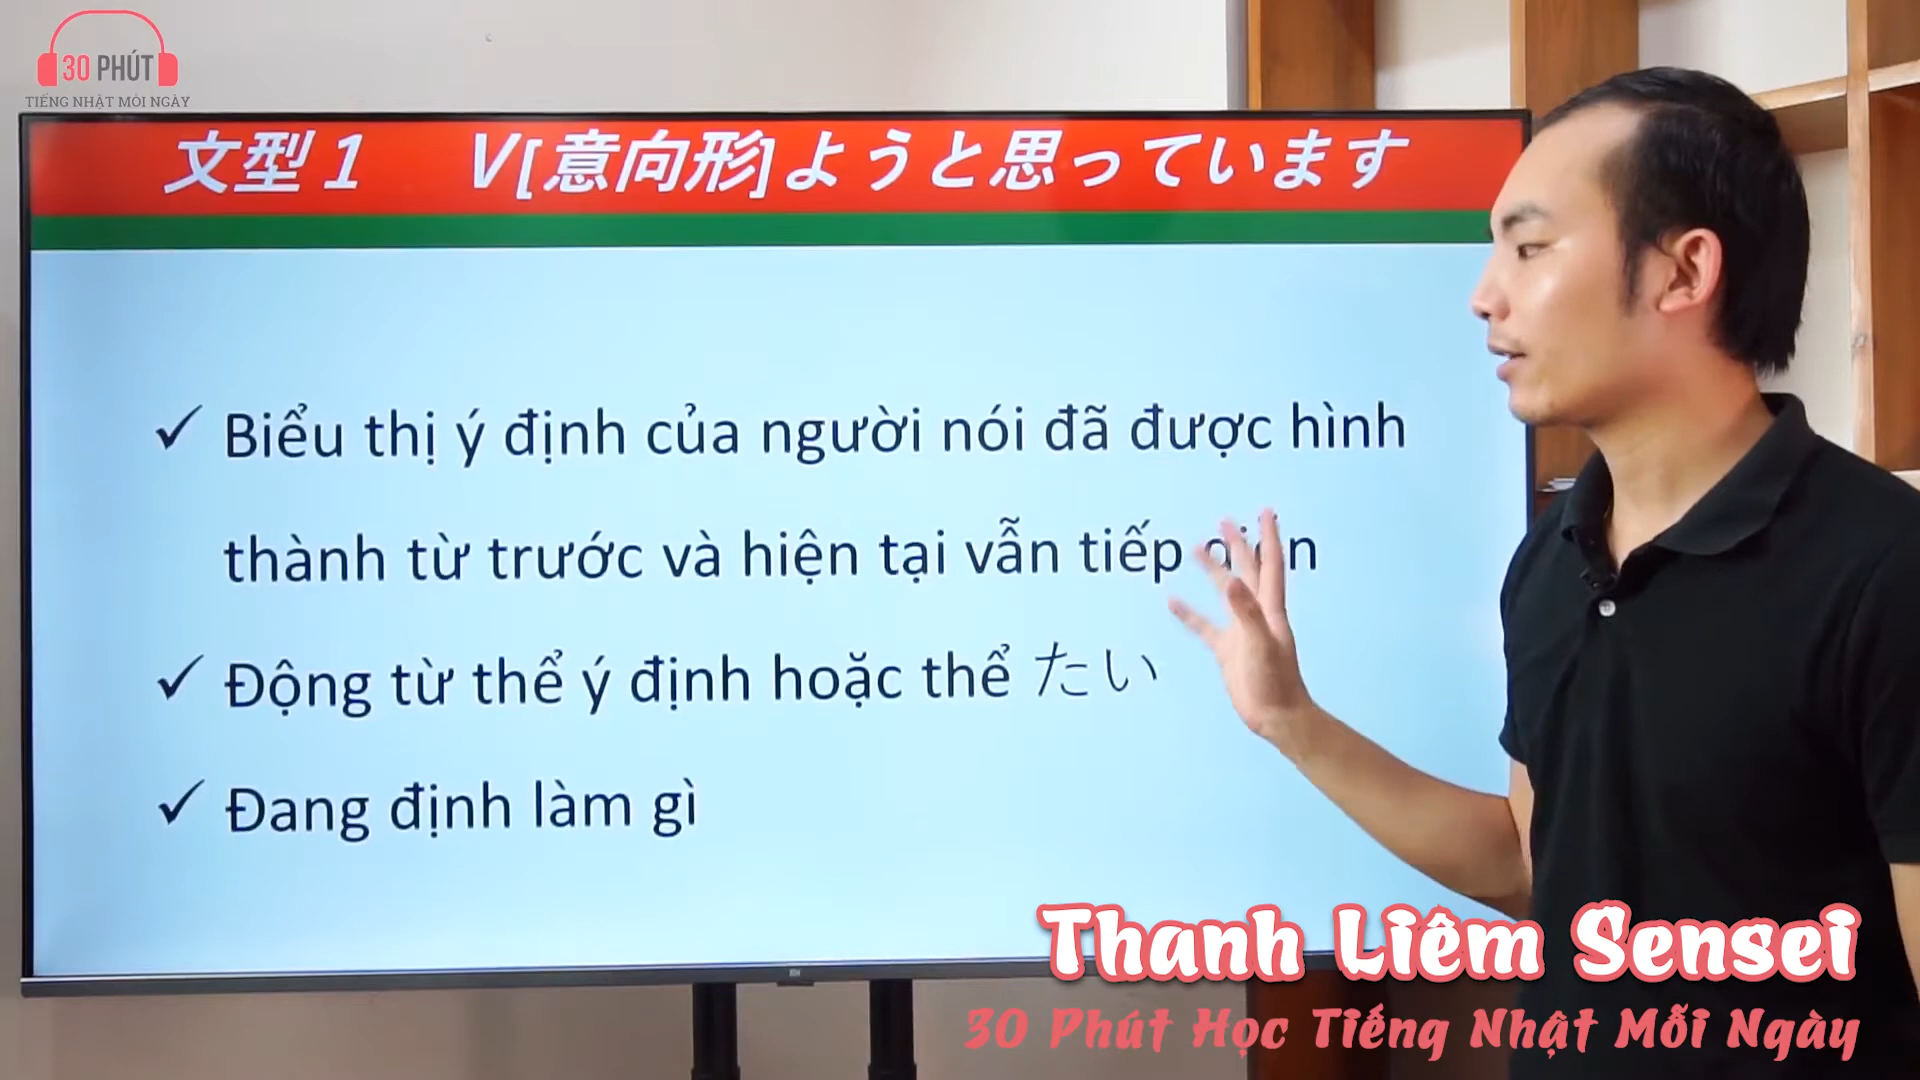 30 PHÚT
TIẾNG NHẬT MỖI NGÀY
文型1 V[意向形]ようと思っています
✓ Biểu thị ý định của người nói đã được hình
thành từ trước và hiện tại vẫn tiếp
✓ Động từ thể ý định hoặc thể たい
✓ Đang định làm gì
Thanh Liêm Sensei
30 Phút Học Tiếng Nhật Mỗi Ngày